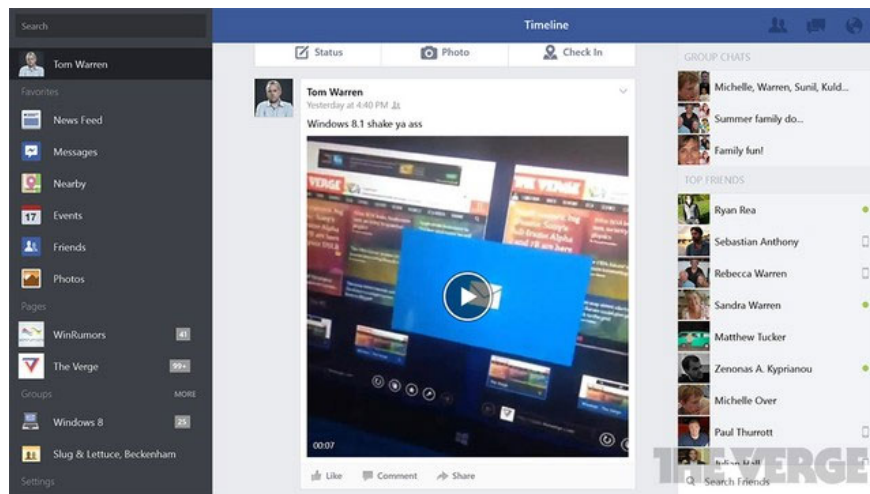 Search
Tom Warren
Favorites
News Feed
Messages
Nearby
17 Events
Friends
Photos
Pages
WinRumors 41
The Verge 99+
Groups MORE
Windows 8 25
Slug & Lettuce, Beckenham
Settings
Timeline
Status Photo Check In
Tom Warren
Yesterday at 4:40 PM
Windows 8.1 shake ya ass
VERGE
THE VERGE
00:07
Like Comment Share
GROUP CHATS
Michelle, Warren, Sunil, Kuld...
Summer family do...
Family fun!
TOP FRIENDS
Ryan Rea
Sebastian Anthony
Rebecca Warren
Sandra Warren
Matthew Tucker
Zenonas A. Kyprianou
Michelle Over
Paul Thurrott
Julian Hall
Search Friends
THE VERGE